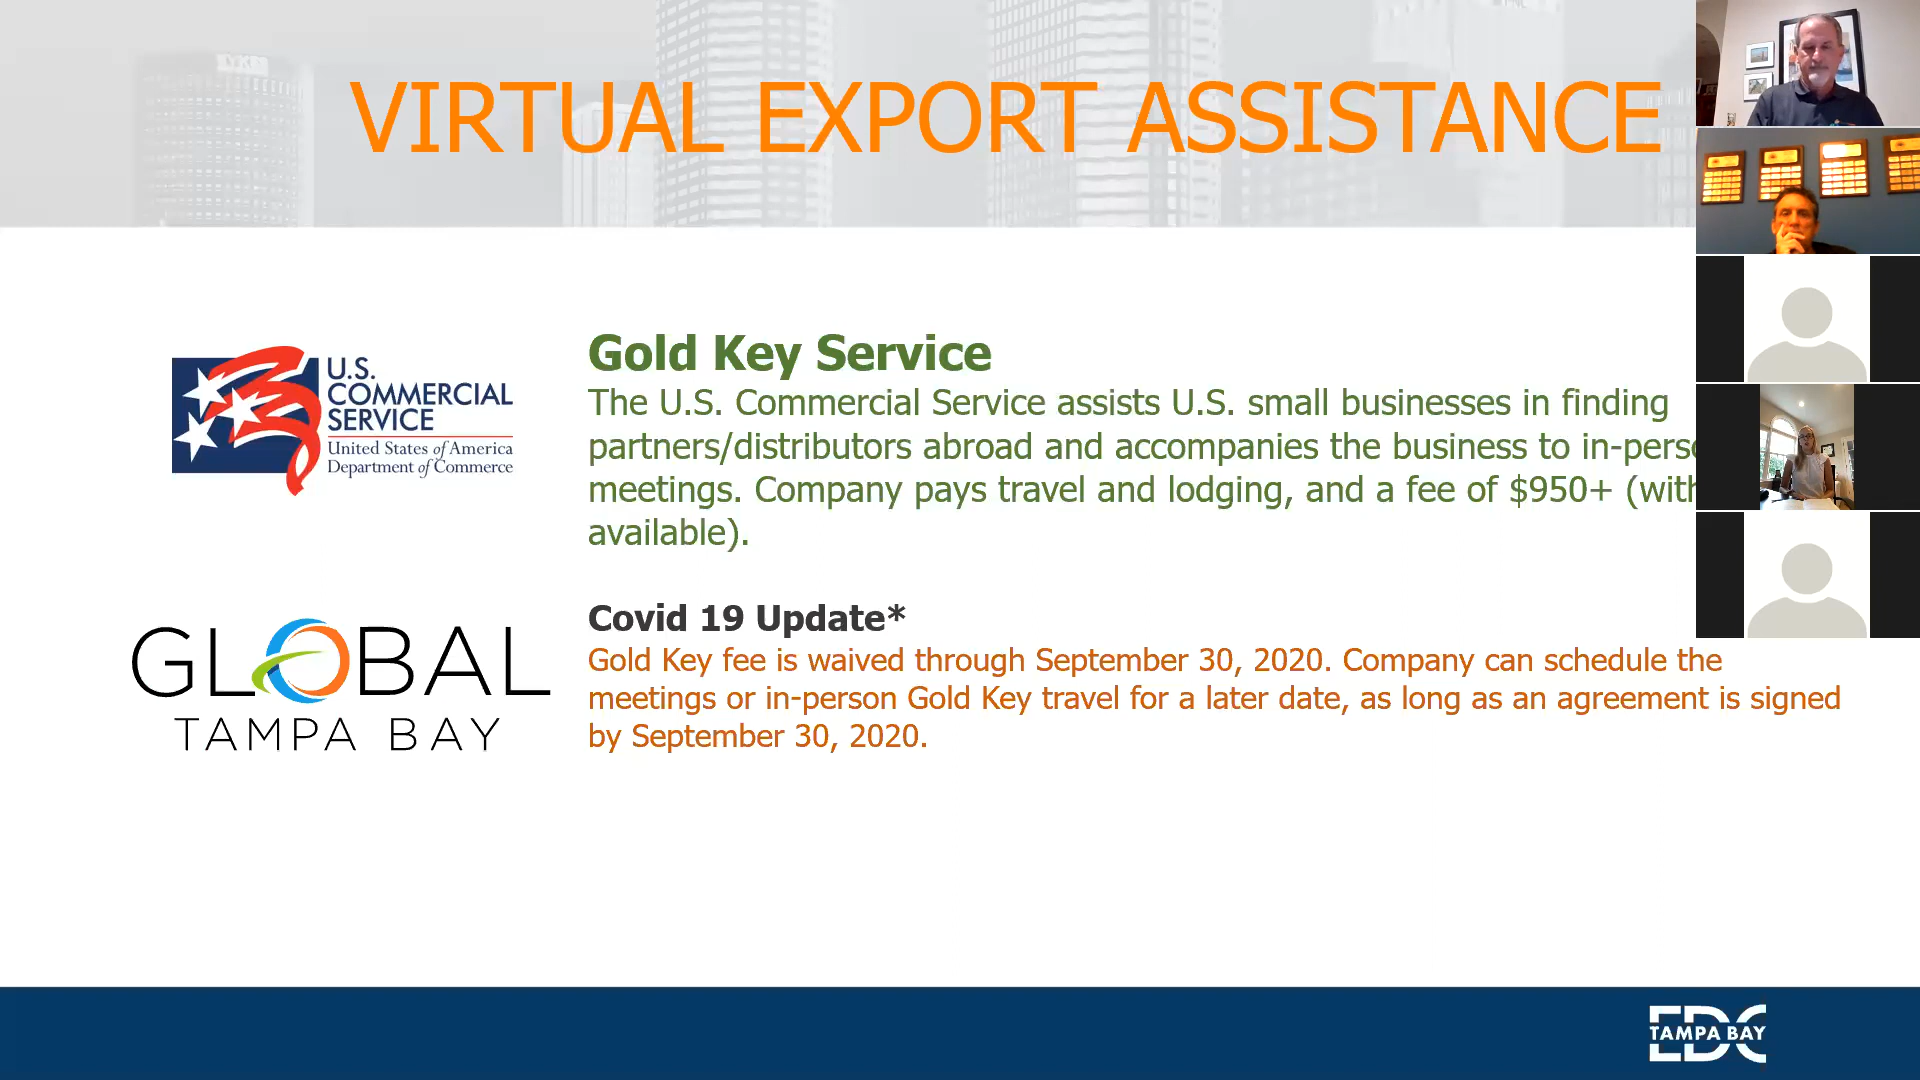 VIRTUAL EXPORT ASSISTANCE
U.S.
COMMERCIAL
SERVICE
United States of America
Department of Commerce
Gold Key Service
The U.S. Commercial Service assists U.S. small businesses in finding
partners/distributors abroad and accompanies the business to
meetings. Company pays travel and lodging, and a fee of $950+
available).
GLOBAL
TAMPA BAY
Covid 19 Update*
Gold Key fee is waived through September 30, 2020. Company can schedule the
meetings or in-person Gold Key travel for a later date, as long as an agreement is signed
by September 30, 2020.
EDC
TAMPA BAY